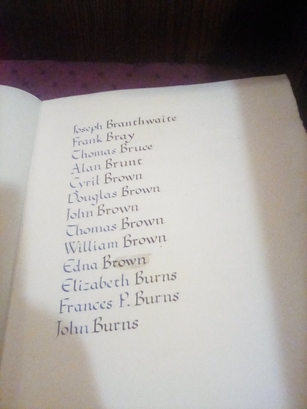 Joseph Branthwaite
Frank Bray
Thomas Bruce
Alan Brunt
Cyril Brown
Douglas Brown
John Brown
Thomas Brown
William Brown
Edna Brown
Elizabeth Burns
Frances P. Burns
John Burns